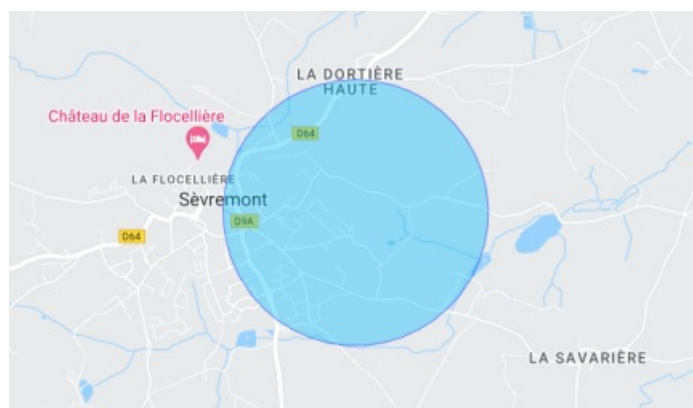 LA DORTIÈRE
HAUTE
Château de la Flocellière
D64
LA FLOCELLIÈRE
Sèvremont
D9A
D64
LA SAVARIÈRE